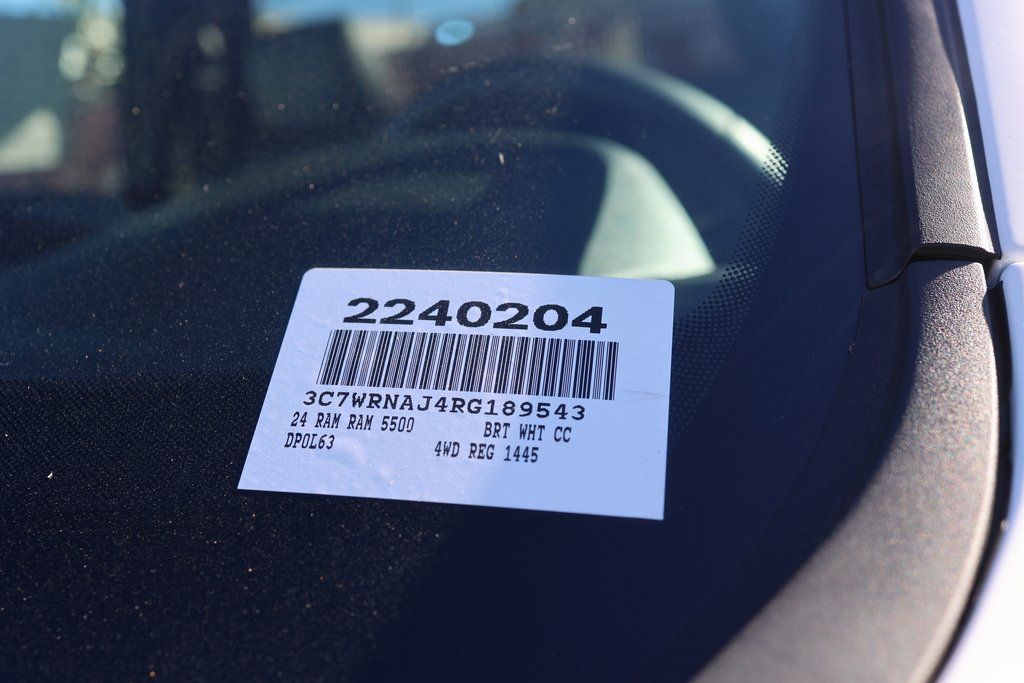 2240204
3C7WRNAJ4RG189543
24 RAM RAM 5500 BRT WHT CC
DPOL63 4WD REG 1445